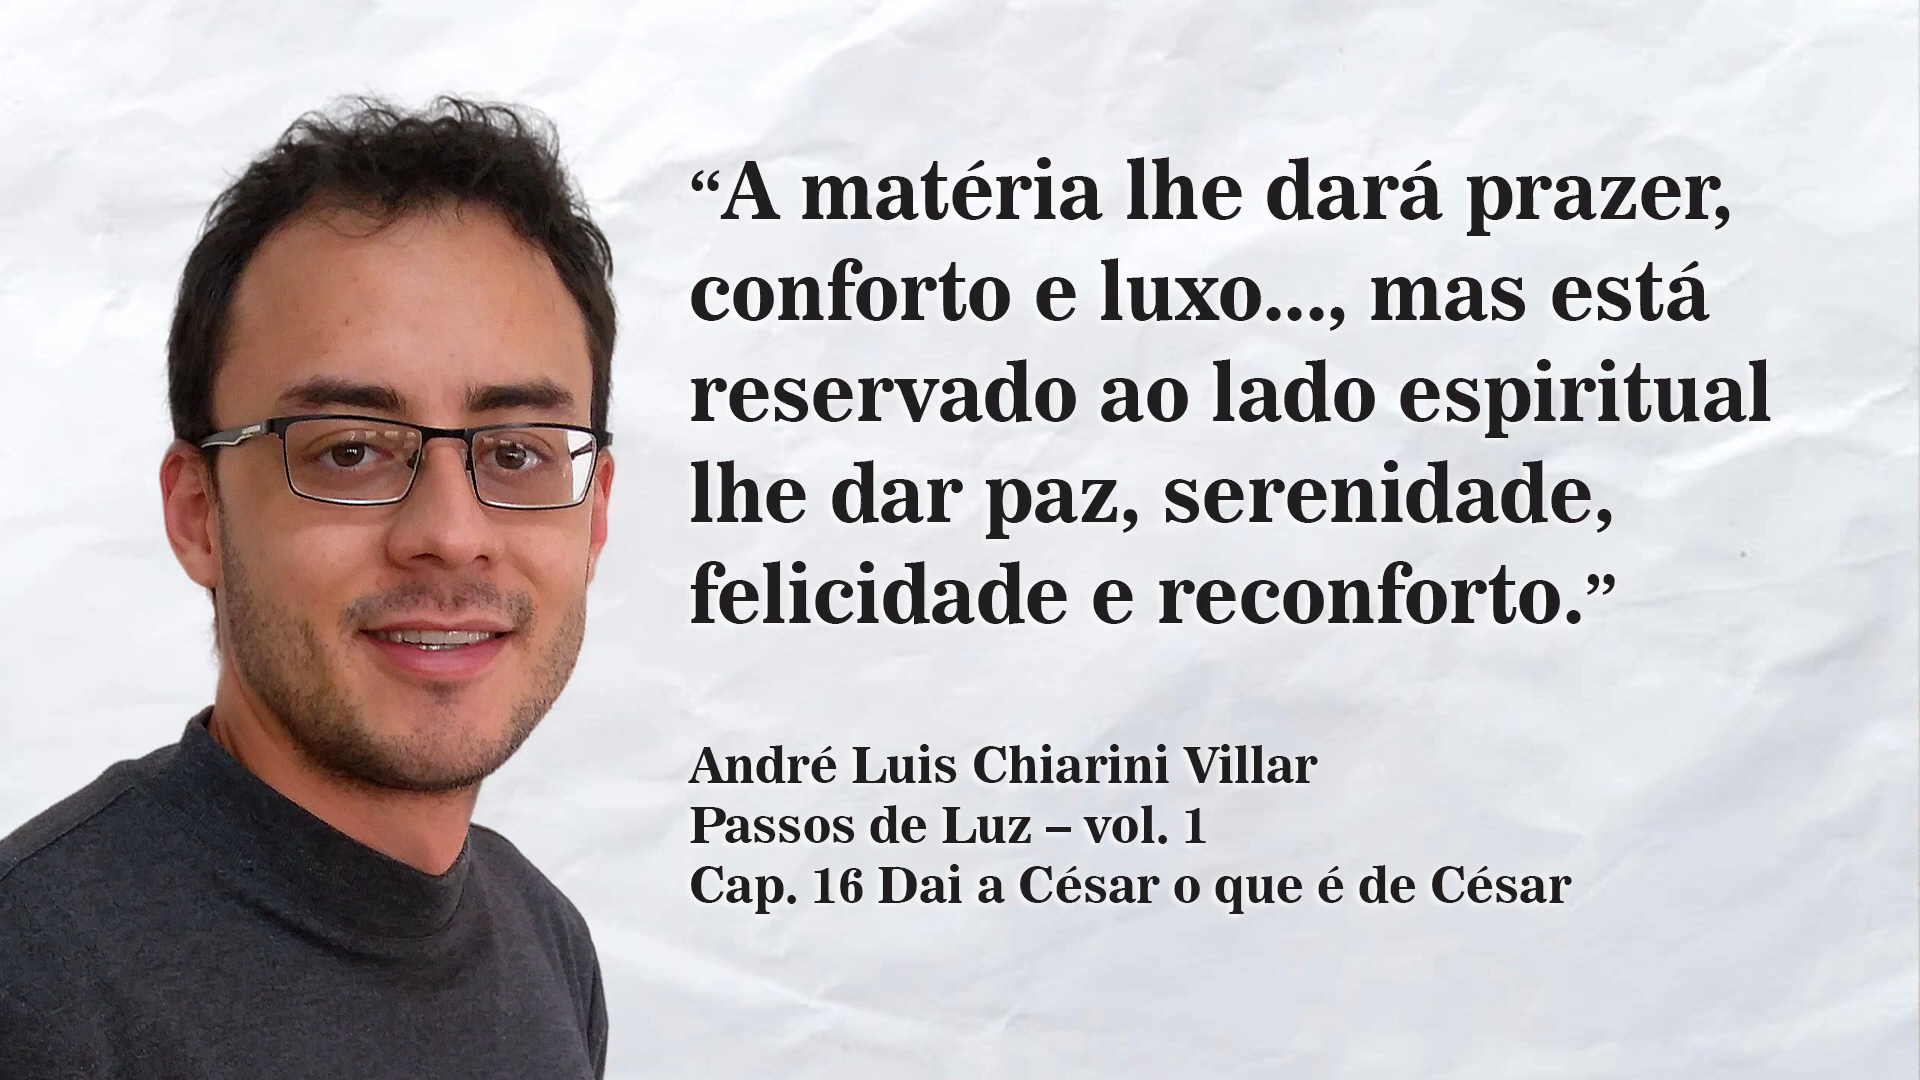 “A matéria lhe dará prazer,
conforto e luxo..., mas está
reservado ao lado espiritual
lhe dar paz, serenidade,
felicidade e reconforto.”
André Luis Chiarini Villar
Passos de Luz – vol. 1
Cap. 16 Dai a César o que é de César